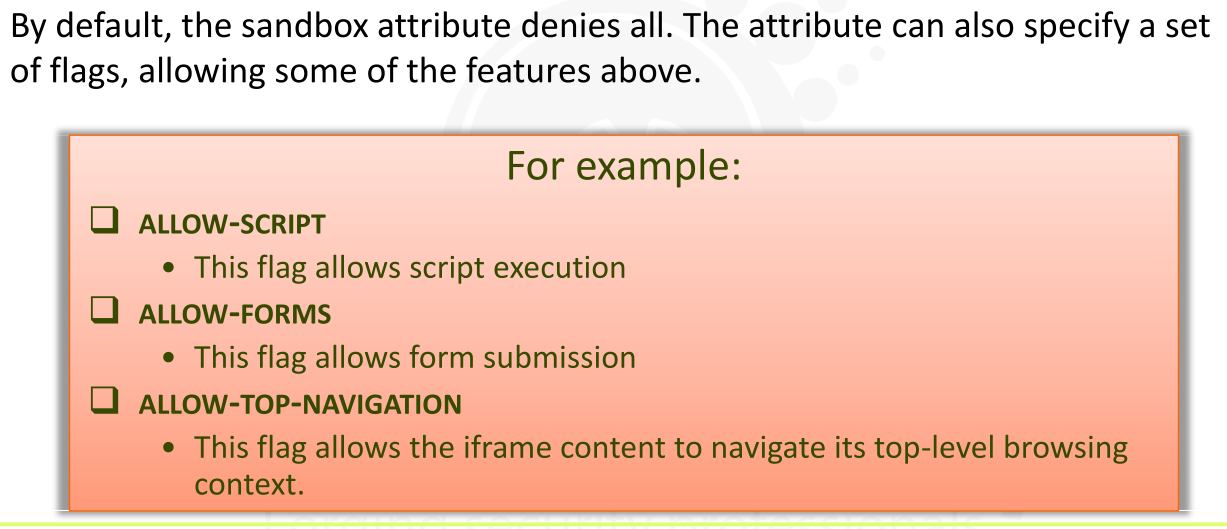 By default, the sandbox attribute denies all. The attribute can also specify a set
of flags, allowing some of the features above.
For example:
❑ ALLOW-SCRIPT
• This flag allows script execution
❑ ALLOW-FORMS
• This flag allows form submission
❑ ALLOW-TOP-NAVIGATION
• This flag allows the iframe content to navigate its top-level browsing
context.